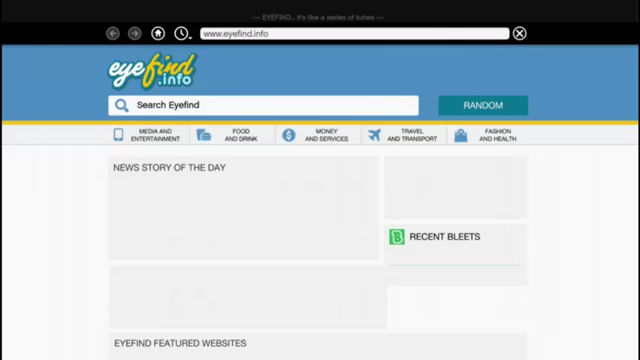 — EYEFIND... It's like a series of tubes —
www.eyefind.info
eyefind
.info
Search Eyefind
RANDOM
MEDIA AND
ENTERTAINMENT
FOOD
AND DRINK
MONEY
AND SERVICES
TRAVEL
AND TRANSPORT
FASHION
AND HEALTH
NEWS STORY OF THE DAY
B RECENT BLEETS
EYEFIND FEATURED WEBSITES